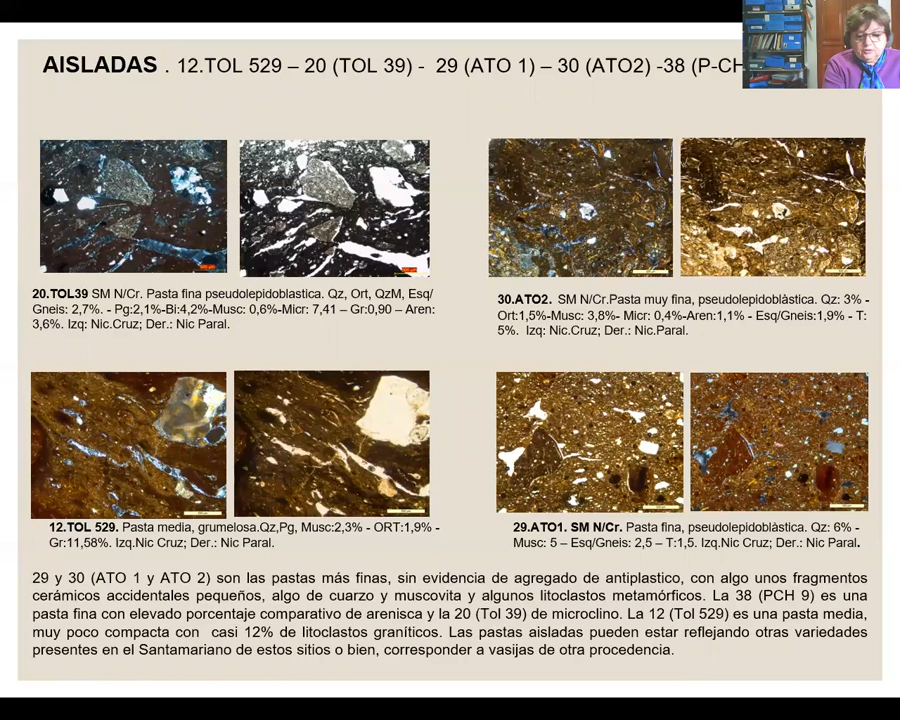 AISLADAS . 12.TOL 529 – 20 (TOL 39) - 29 (ATO 1) – 30 (ATO2) -38 (P-CH
20.TOL39 SM N/Cr. Pasta fina pseudolepidoblastica. Qz, Ort, QzM, Esq/
Gneis: 2,7%. - Pg:2,1%-Bi:4,2%-Musc: 0,6%-Micr: 7,41 – Gr:0,90 – Aren:
3,6%. Izq: Nic.Cruz; Der.: Nic Paral.
30.ATO2. SM N/Cr.Pasta muy fina, pseudolepidoblàstica. Qz: 3% -
Ort:1,5%-Musc: 3,8%- Micr: 0,4%-Aren:1,1% - Esq/Gneis:1,9% - T:
5%. Izq: Nic.Cruz; Der.: Nic.Paral.
12.TOL 529. Pasta media, grumelosa.Qz,Pg, Musc:2,3% - ORT:1,9% -
Gr:11,58%. Izq.Nic Cruz; Der.: Nic Paral.
29.ATO1. SM N/Cr. Pasta fina, pseudolepidoblàstica. Qz: 6% -
Musc: 5 – Esq/Gneis: 2,5 – T:1,5. Izq: Nic.Cruz; Der.: Nic Paral.
29 y 30 (ATO 1 y ATO 2) son las pastas más finas, sin evidencia de agregado de antiplastico, con algo unos fragmentos
cerámicos accidentales pequeños, algo de cuarzo y muscovita y algunos litoclastos metamórficos. La 38 (PCH 9) es una
pasta fina con elevado porcentaje comparativo de arenisca y la 20 (Tol 39) de microclino. La 12 (Tol 529) es una pasta media,
muy poco compacta con casi 12% de litoclastos graníticos. Las pastas aisladas pueden estar reflejando otras variedades
presentes en el Santamariano de estos sitios o bien, corresponder a vasijas de otra procedencia.